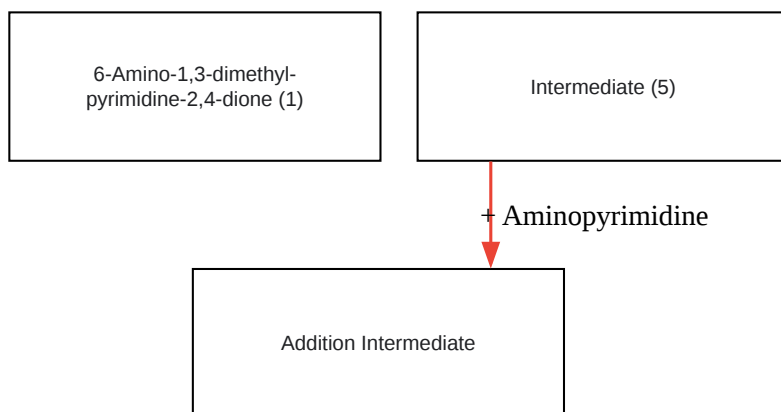 6-Amino-1,3-dimethyl-
pyrimidine-2,4-dione (1)
Intermediate (5)
+ Aminopyrimidine
Addition Intermediate